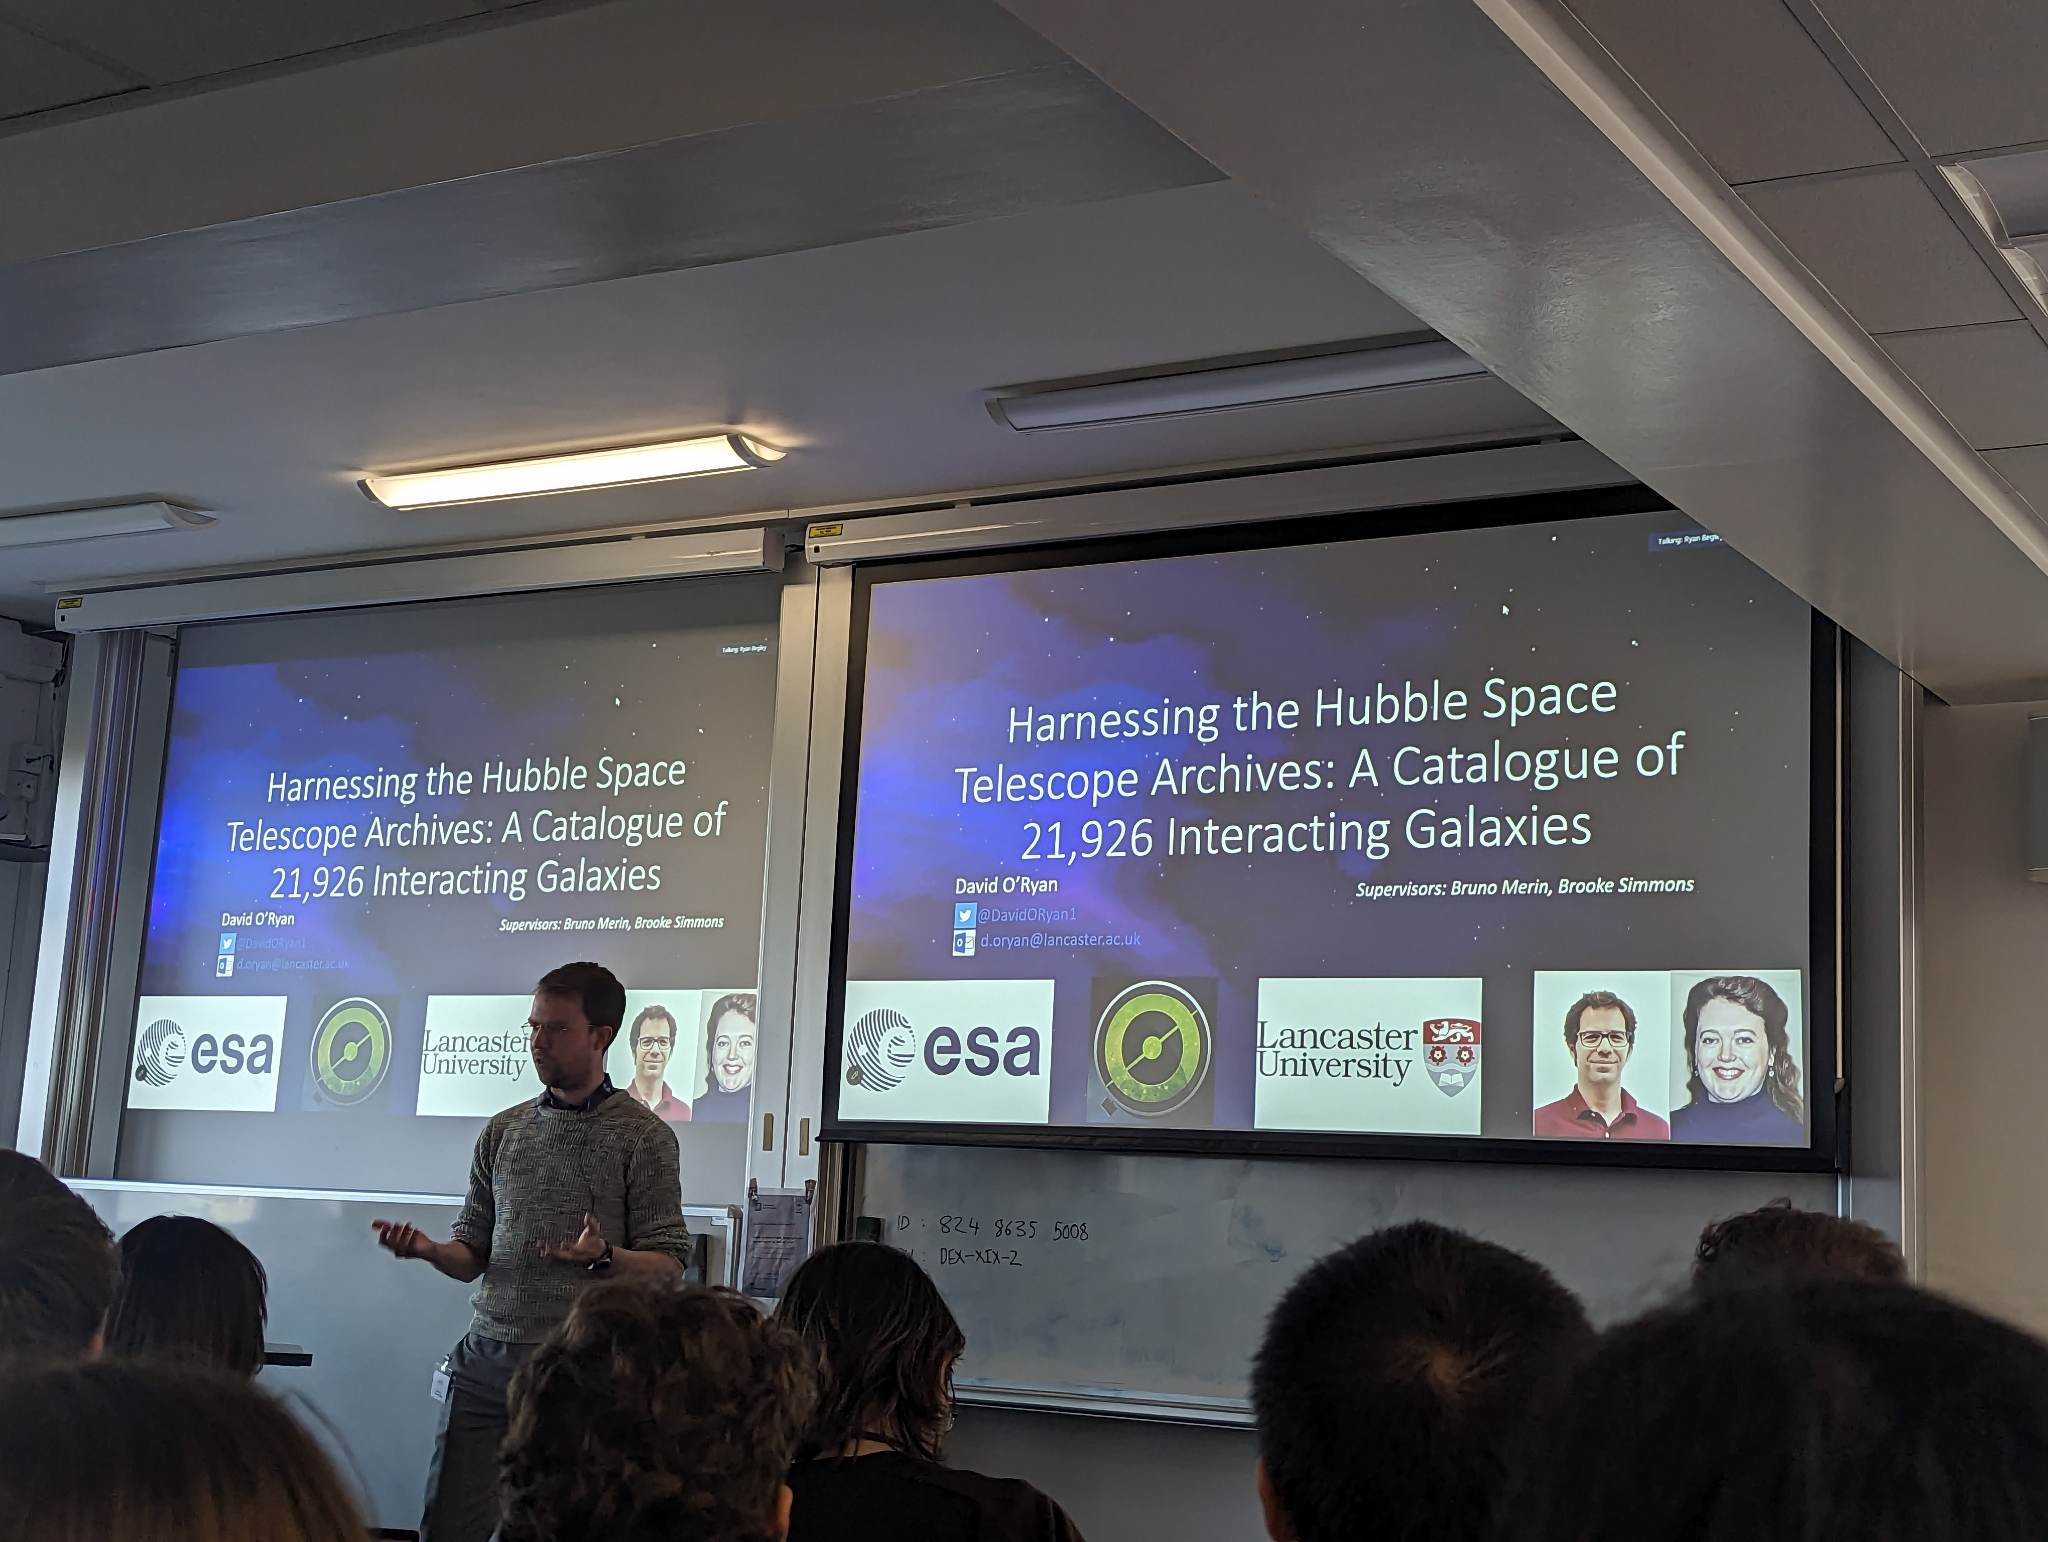 Talking: Ryan Begley
Harnessing the Hubble Space
Telescope Archives: A Catalogue of
21,926 Interacting Galaxies
David O'Ryan
Supervisors: Bruno Merin, Brooke Simmons
@DavidORyan1
d.oryan@lancaster.ac.uk
esa
Lancaster
University
Talking: Ryan
Harnessing the Hubble Space
Telescope Archives: A Catalogue of
21,926 Interacting Galaxies
David O'Ryan
Supervisors: Bruno Merin, Brooke Simmons
@DavidORyan1
d.oryan@lancaster.ac.uk
esa
Lancaster
University
ID : 824 8635 5008
: DEX-XIX-2